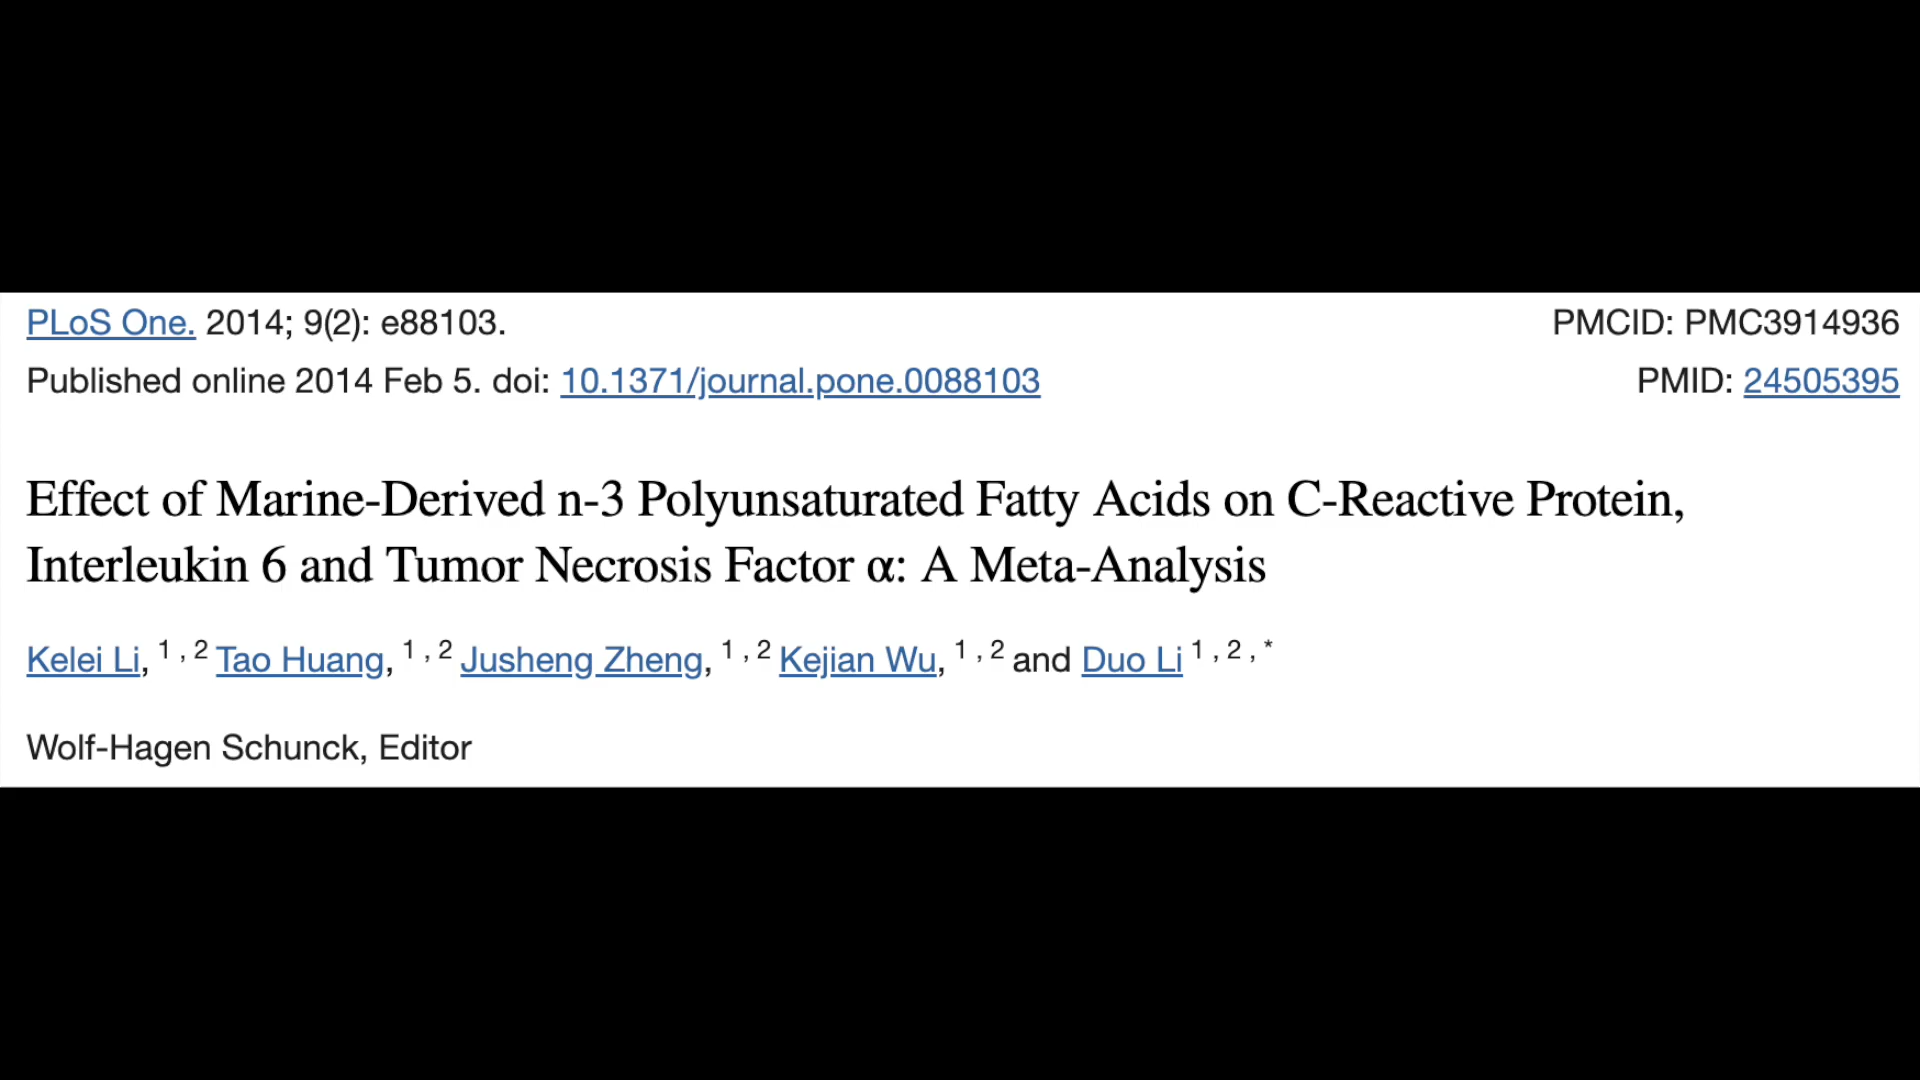 PLoS One. 2014; 9(2): e88103. PMCID: PMC3914936
Published online 2014 Feb 5. doi: 10.1371/journal.pone.0088103 PMID: 24505395
Effect of Marine-Derived n-3 Polyunsaturated Fatty Acids on C-Reactive Protein,
Interleukin 6 and Tumor Necrosis Factor α: A Meta-Analysis
Kelei Li, 1 , 2 Tao Huang, 1 , 2 Jusheng Zheng, 1 , 2 Kejian Wu, 1 , 2 and Duo Li 1 , 2 , *
Wolf-Hagen Schunck, Editor